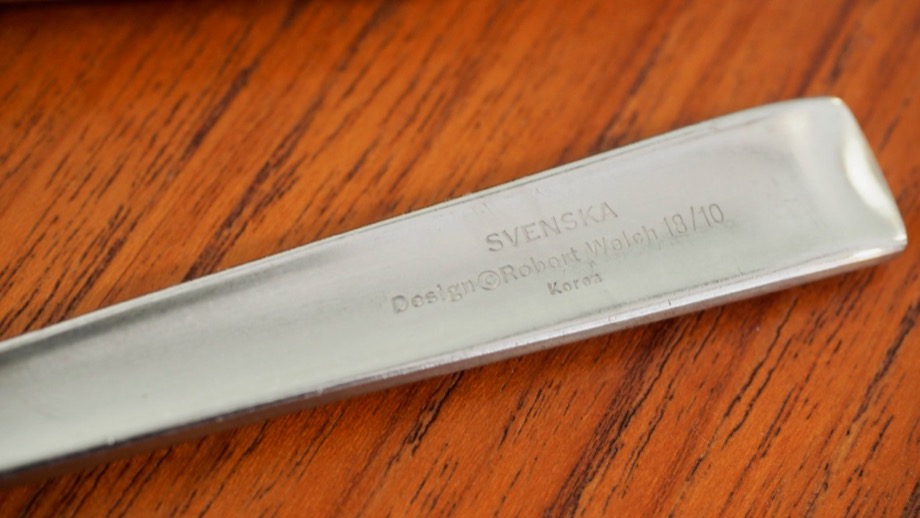 SVENSKA
Design © Robert Welch 18/10
Korea